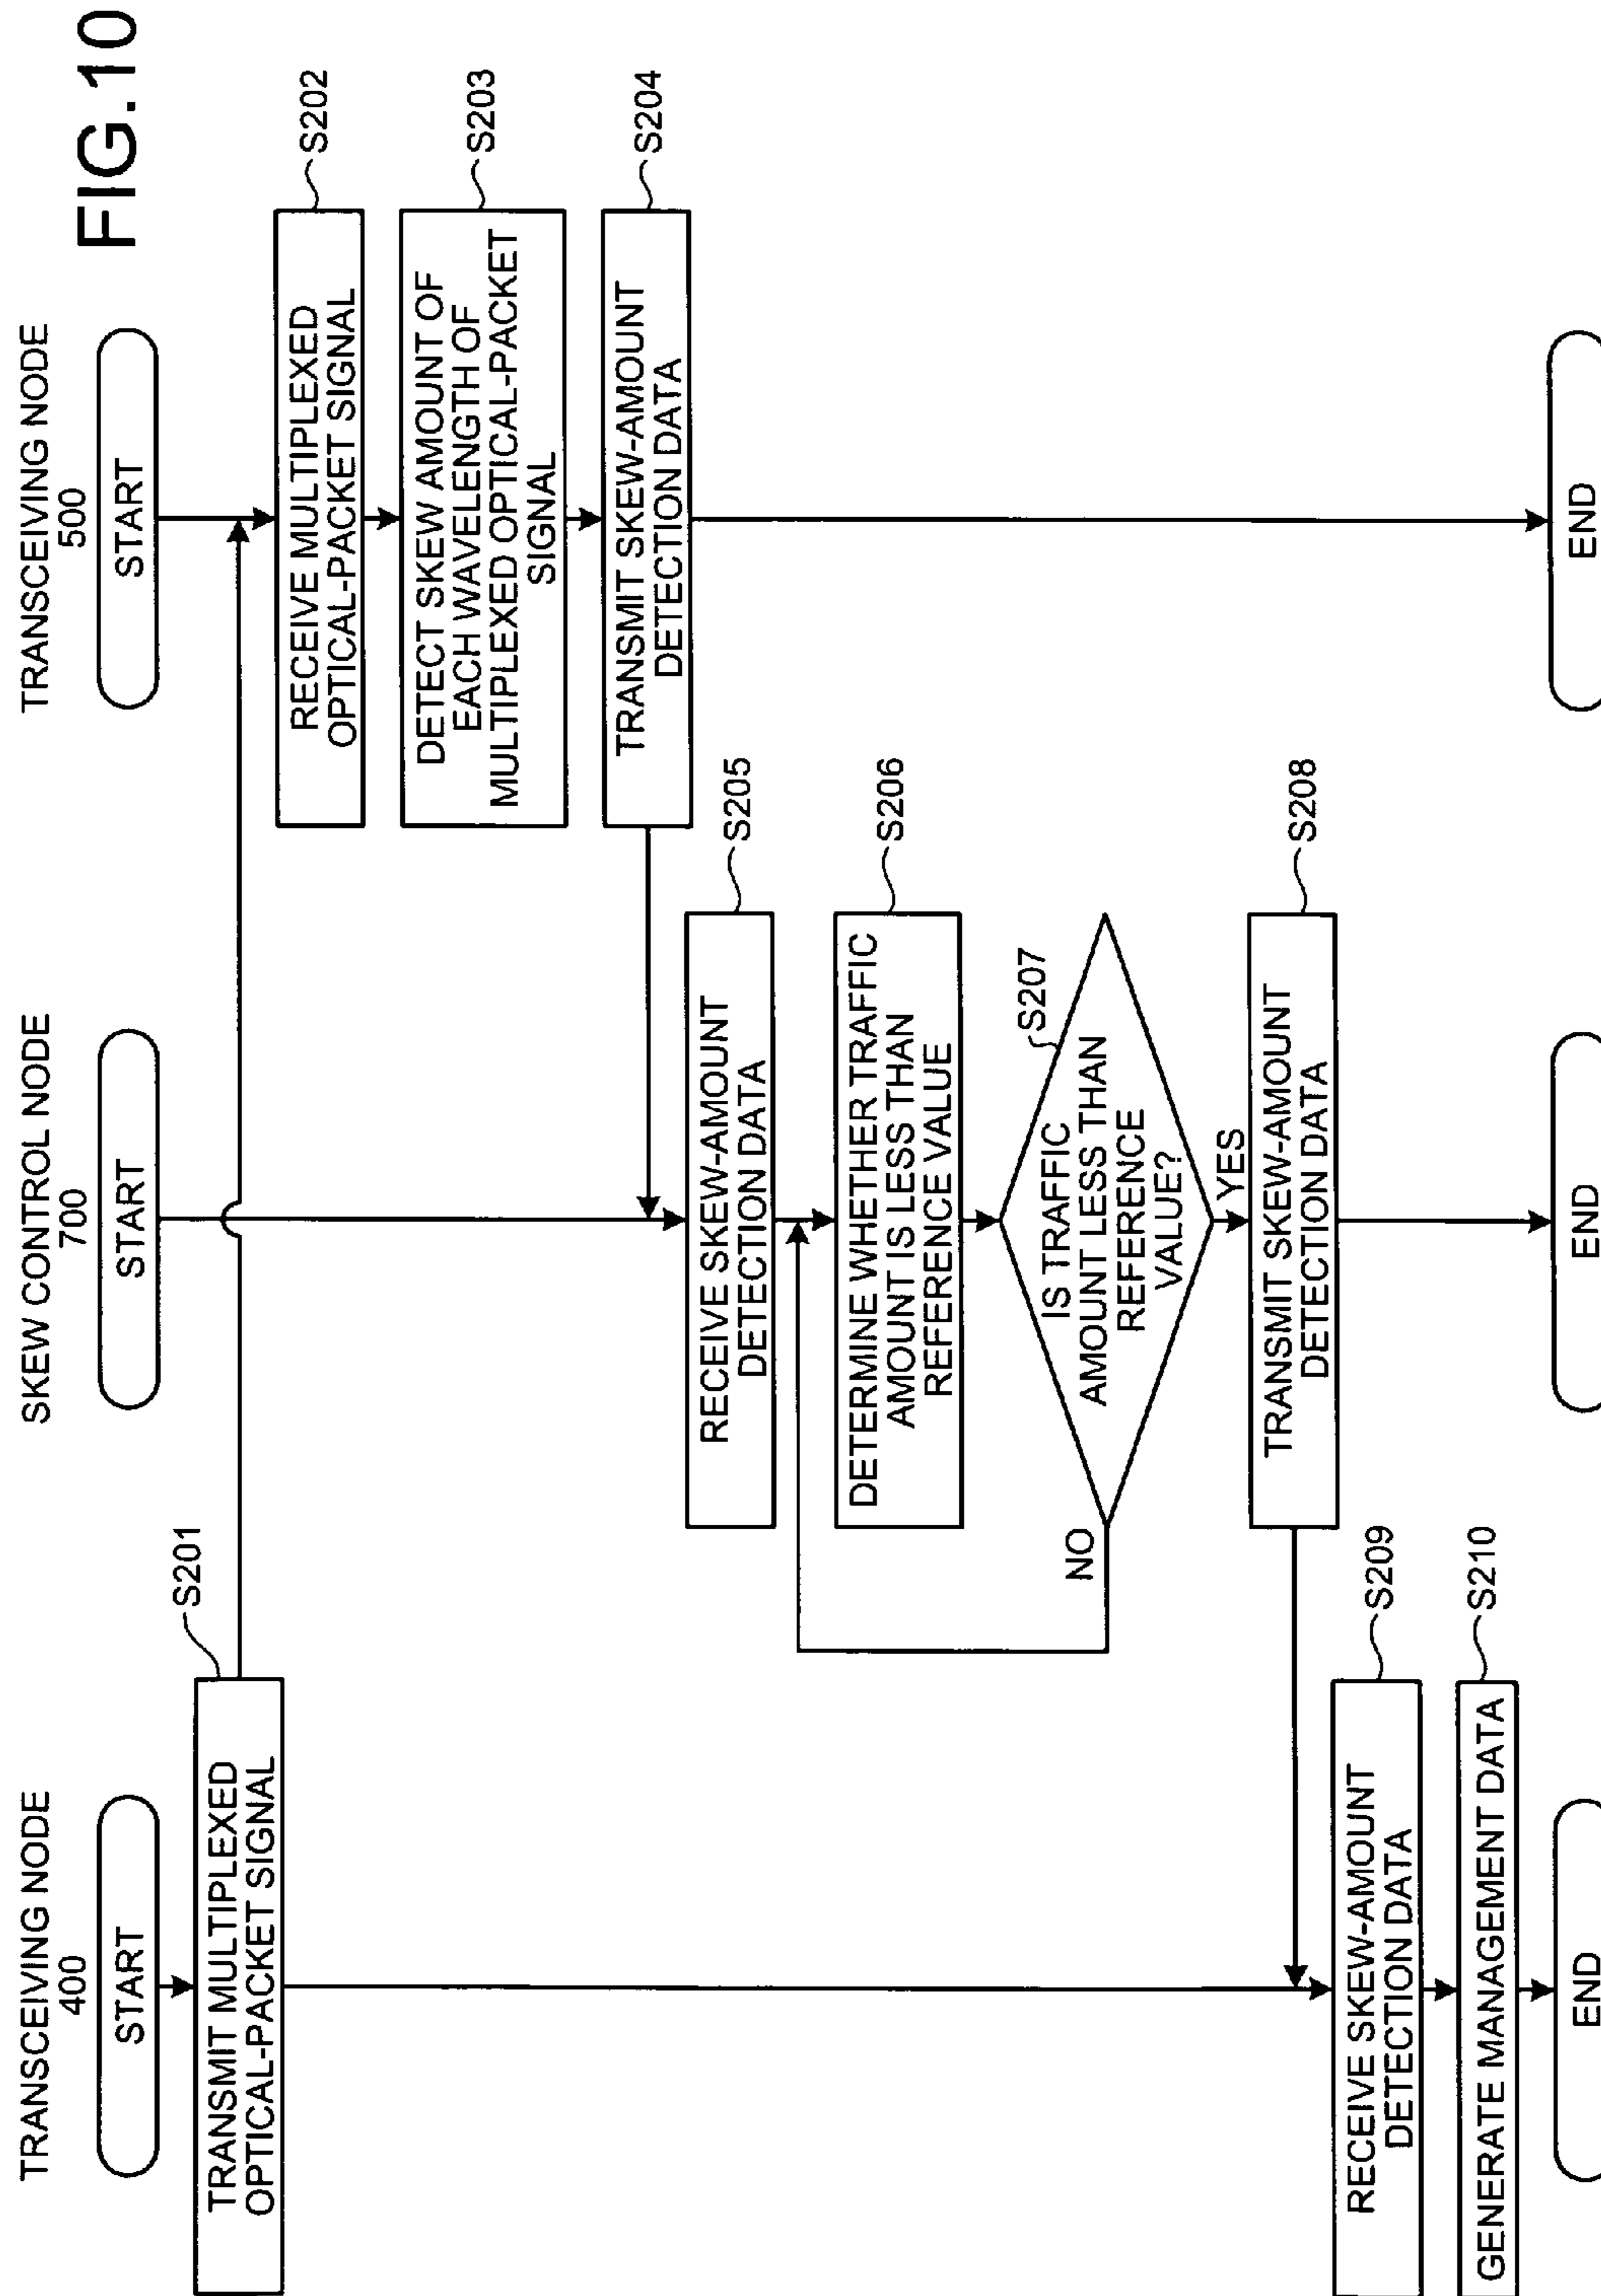 FIG.10
TRANSCEIVING NODE
400
START
TRANSMIT MULTIPLEXED
OPTICAL-PACKET SIGNAL
S201
RECEIVE SKEW-AMOUNT
DETECTION DATA
S209
GENERATE MANAGEMENT DATA
S210
END
SKEW CONTROL NODE
700
START
RECEIVE SKEW-AMOUNT
DETECTION DATA
S205
DETERMINE WHETHER TRAFFIC
AMOUNT IS LESS THAN
REFERENCE VALUE
S206
IS TRAFFIC
AMOUNT LESS THAN
REFERENCE
VALUE?
S207
NO
YES
TRANSMIT SKEW-AMOUNT
DETECTION DATA
S208
END
TRANSCEIVING NODE
500
START
RECEIVE MULTIPLEXED
OPTICAL-PACKET SIGNAL
S202
DETECT SKEW AMOUNT OF
EACH WAVELENGTH OF
MULTIPLEXED OPTICAL-PACKET
SIGNAL
S203
TRANSMIT SKEW-AMOUNT
DETECTION DATA
S204
END